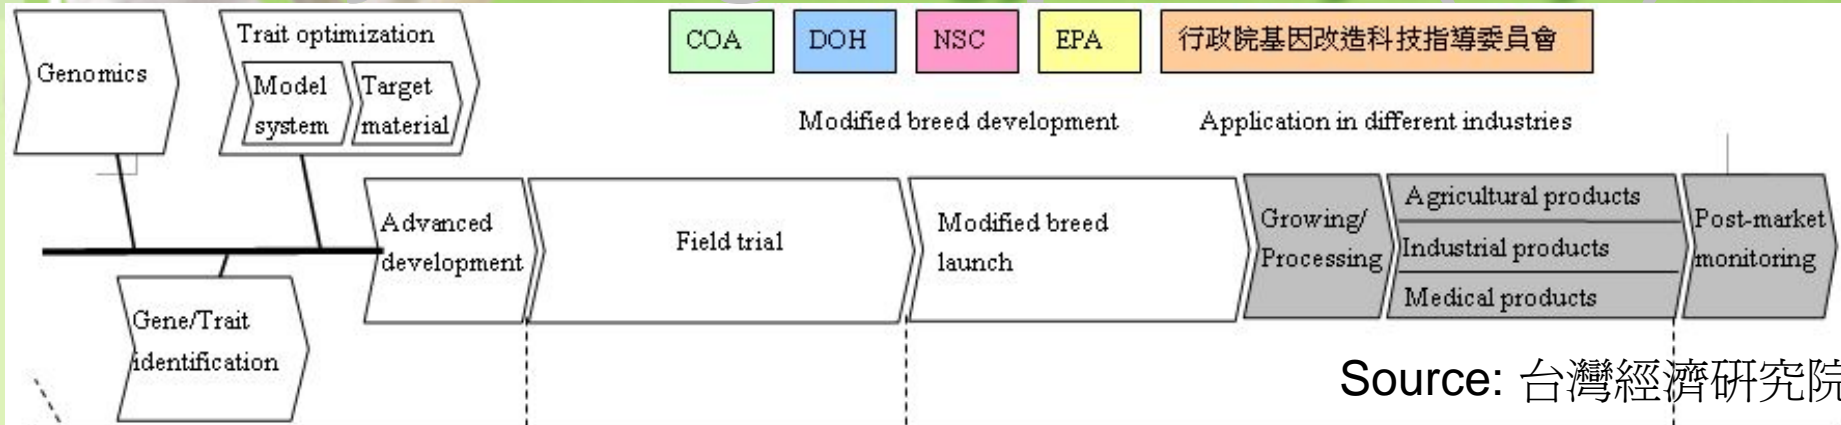 Genomics
Trait optimization
Model
system
Target
material
COA
DOH
NSC
EPA
行政院基因改造科技指導委員會
Modified breed development
Application in different industries
Advanced
development
Field trial
Modified breed
launch
Growing/
Processing
Agricultural products
Industrial products
Medical products
Post-market
monitoring
Gene/Trait
identification
Source: 台灣經濟研究院